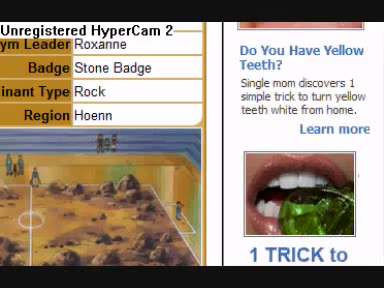 Unregistered HyperCam 2
ym Leader Roxanne
Badge Stone Badge
inant Type Rock
Region Hoenn
Do You Have Yellow
Teeth?
Single mom discovers 1
simple trick to turn yellow
teeth white from home.
Learn more
1 TRICK to